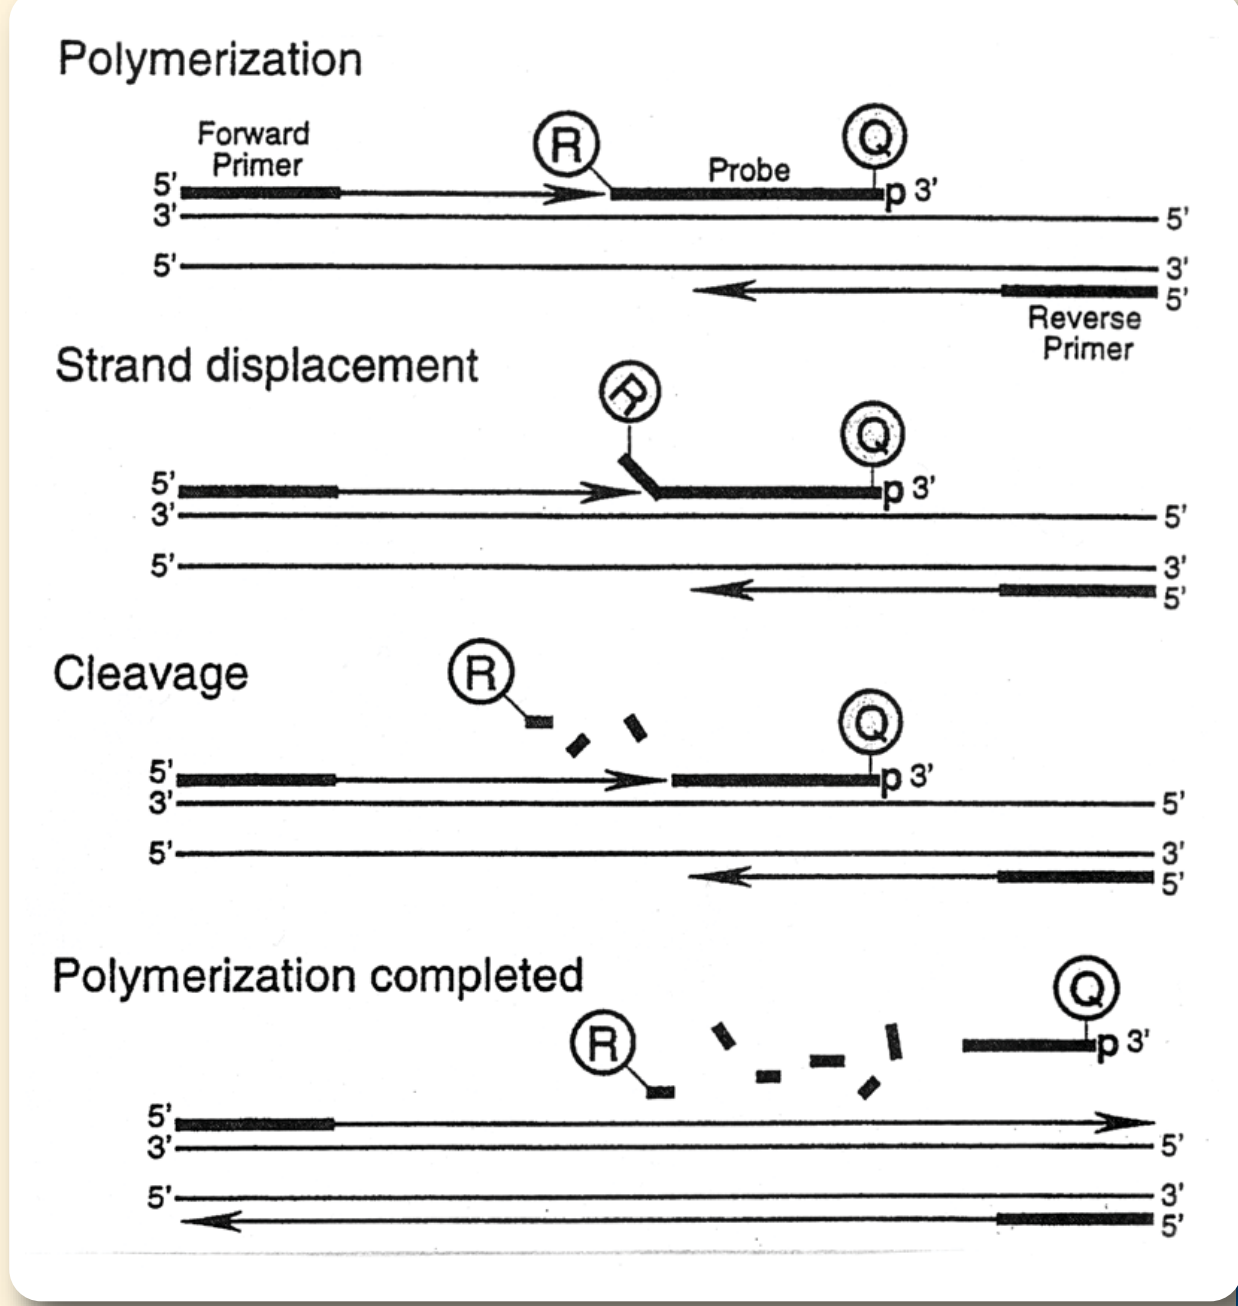 Polymerization
Forward
Primer
R
Probe
Q
5' p 3'
3' 5'
5' 3'
5'
Reverse
Primer
Strand displacement
R
Q
5' p 3'
3' 5'
5' 3'
5'
Cleavage
R
Q
5' p 3'
3' 5'
5' 3'
5'
Polymerization completed
Q
R
p 3'
5'
3' 5'
5' 3'
5'